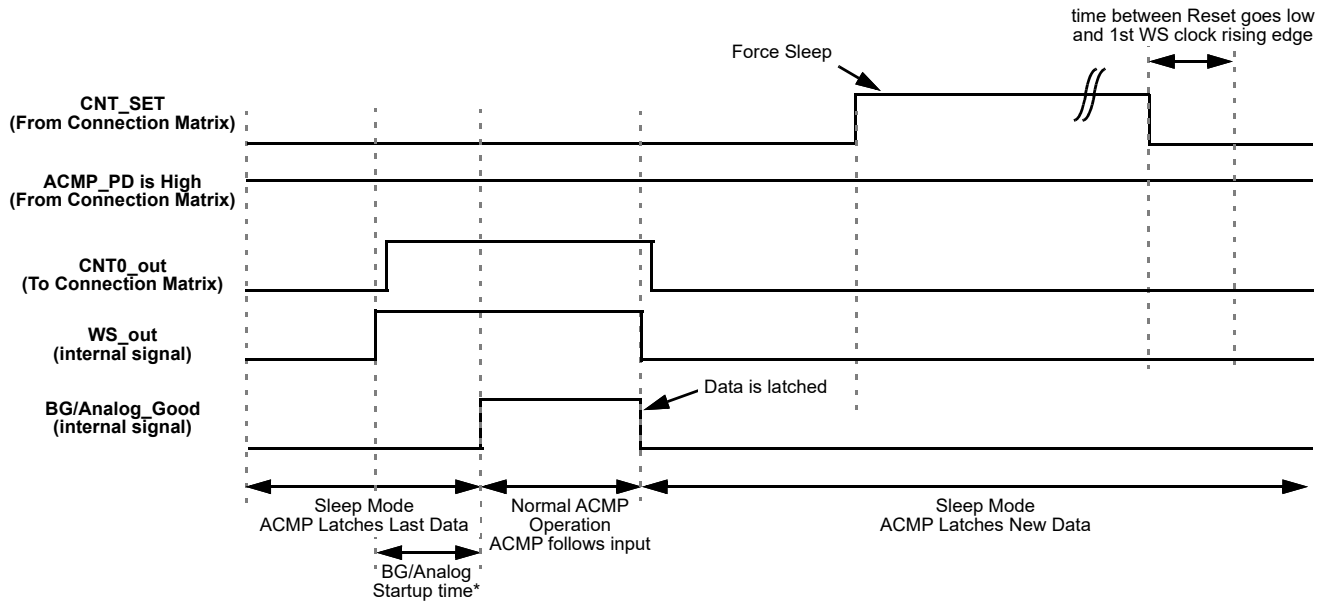 time between Reset goes low
and 1st WS clock rising edge
Force Sleep
CNT_SET
(From Connection Matrix)
ACMP_PD is High
(From Connection Matrix)
CNT0_out
(To Connection Matrix)
WS_out
(internal signal)
Data is latched
BG/Analog_Good
(internal signal)
Sleep Mode
ACMP Latches Last Data
Normal ACMP
Operation
ACMP follows input
Sleep Mode
ACMP Latches New Data
BG/Analog
Startup time*